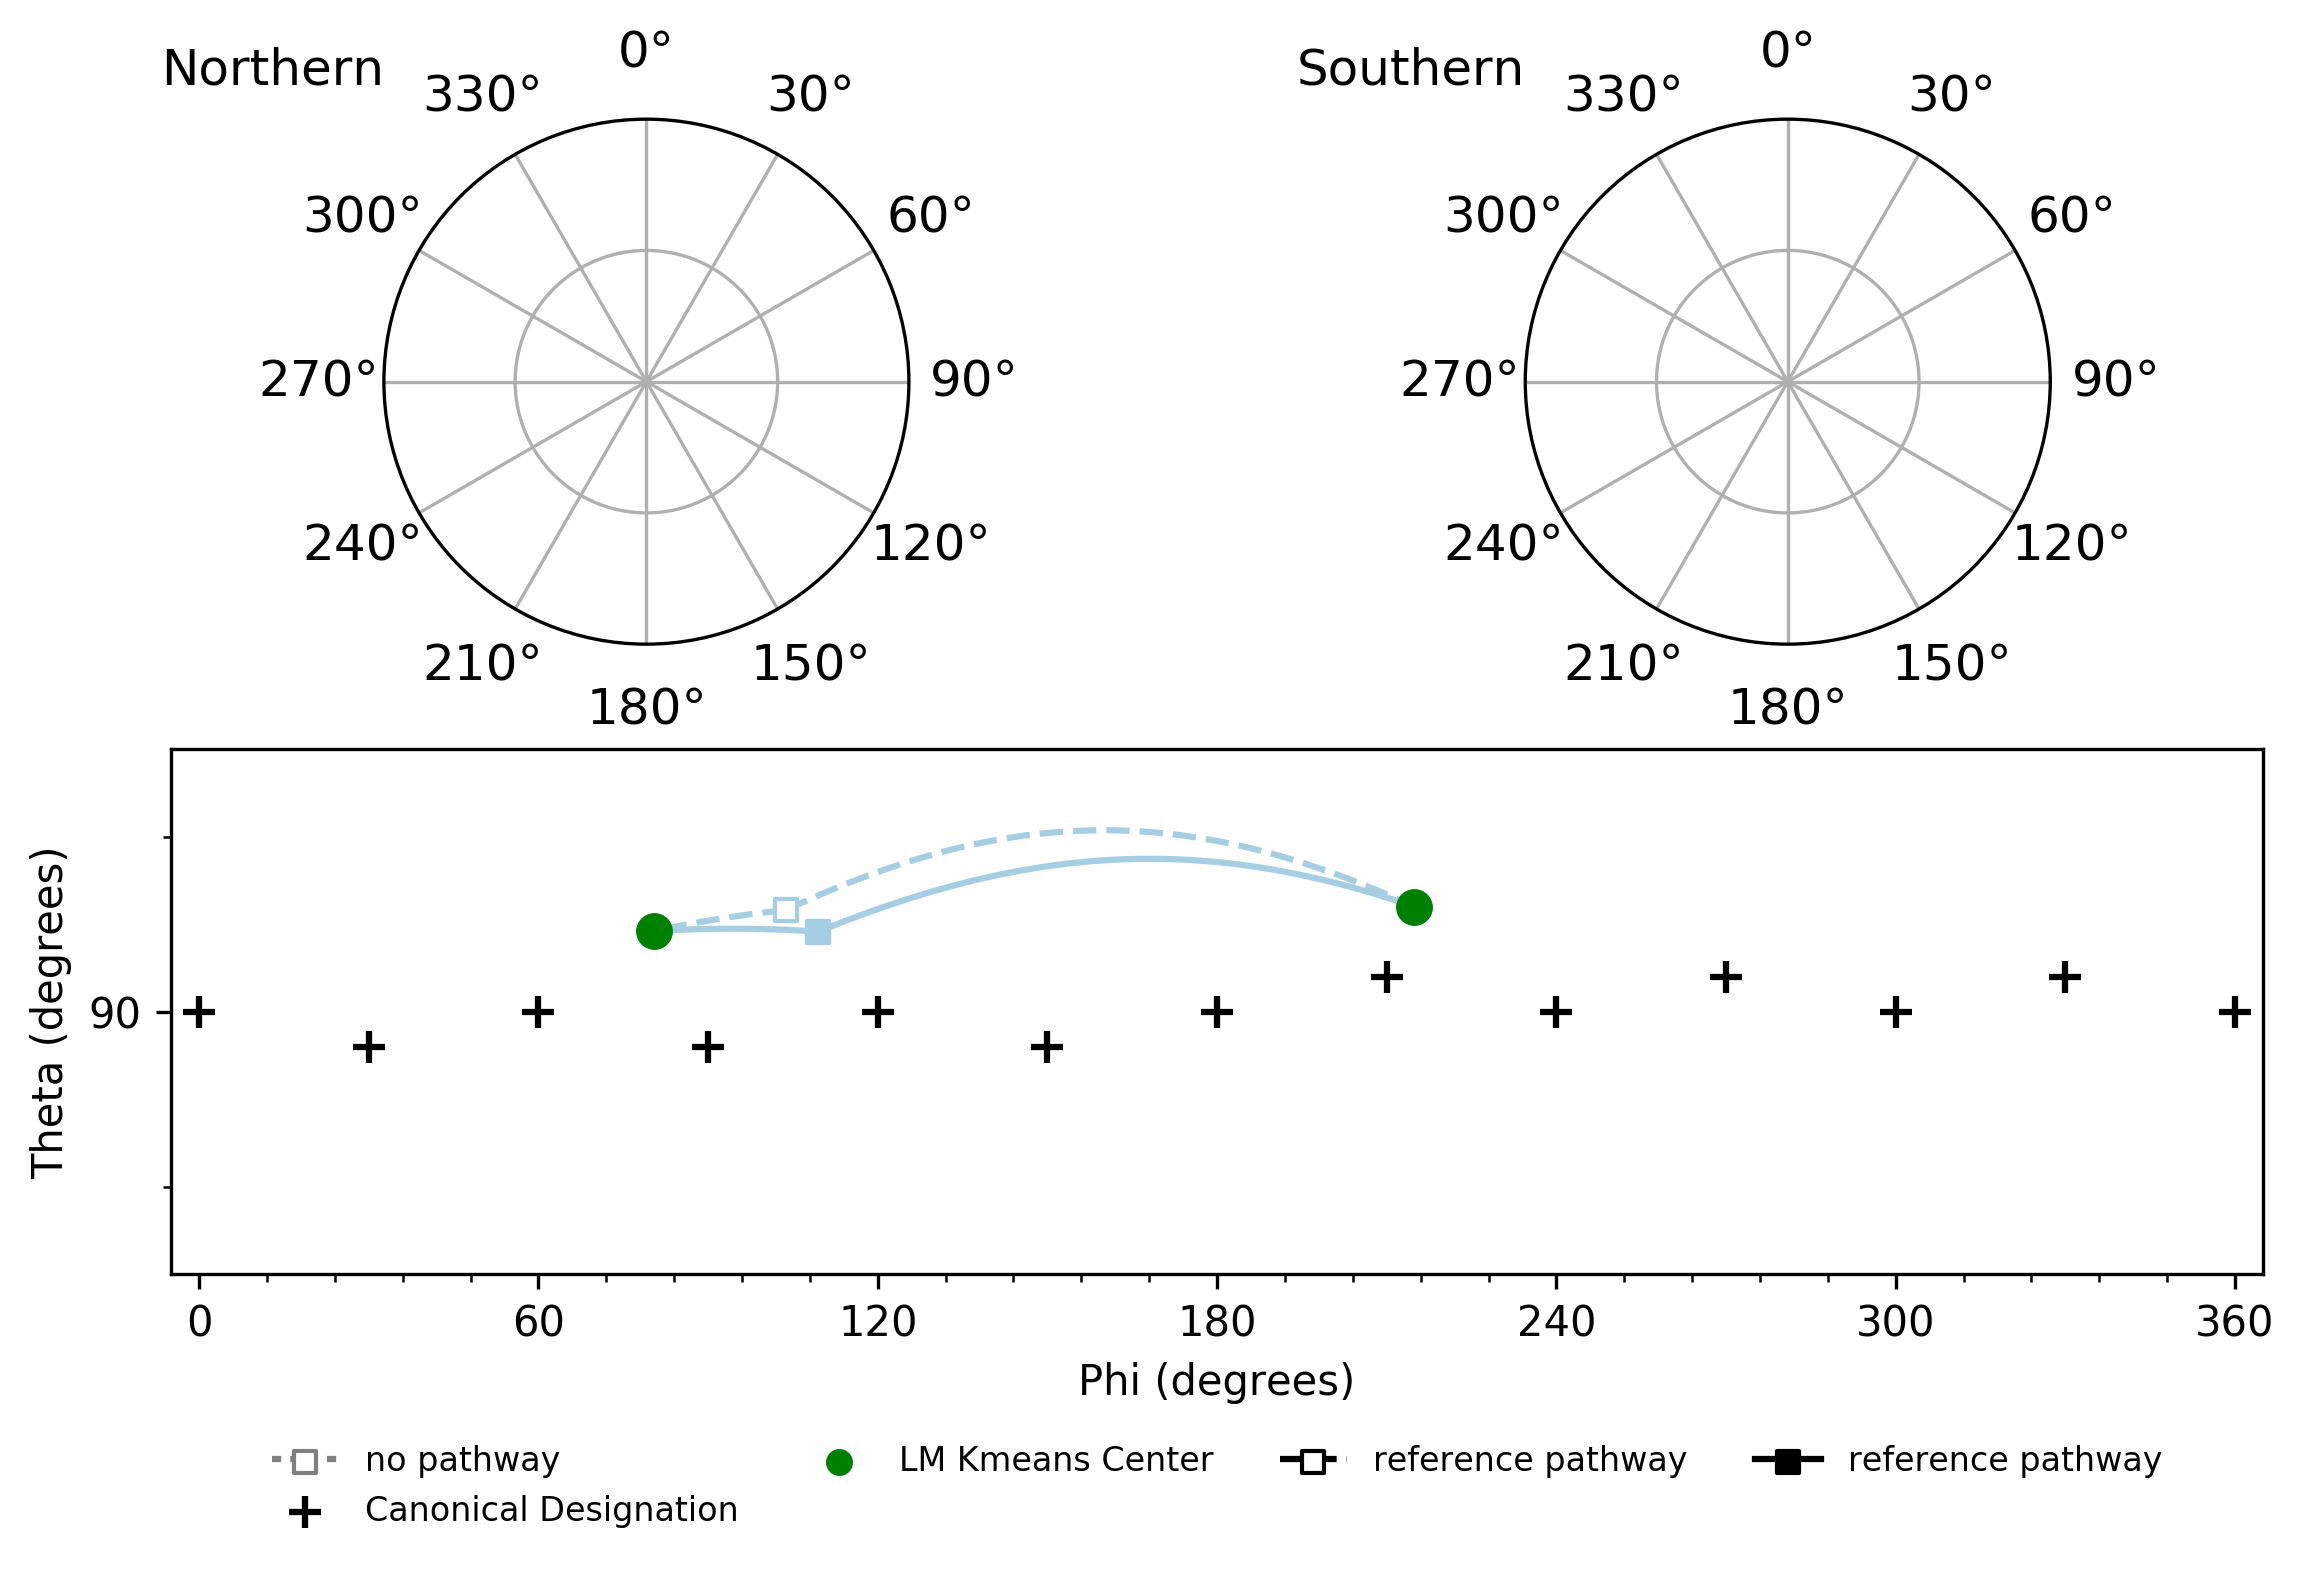 Northern
0°
330°
30°
300°
60°
270°
90°
240°
120°
210°
150°
180°
Southern
0°
330°
30°
300°
60°
270°
90°
240°
120°
210°
150°
180°
Theta (degrees)
90
0 60 120 180 240 300 360
Phi (degrees)
no pathway
Canonical Designation
LM Kmeans Center
reference pathway
reference pathway